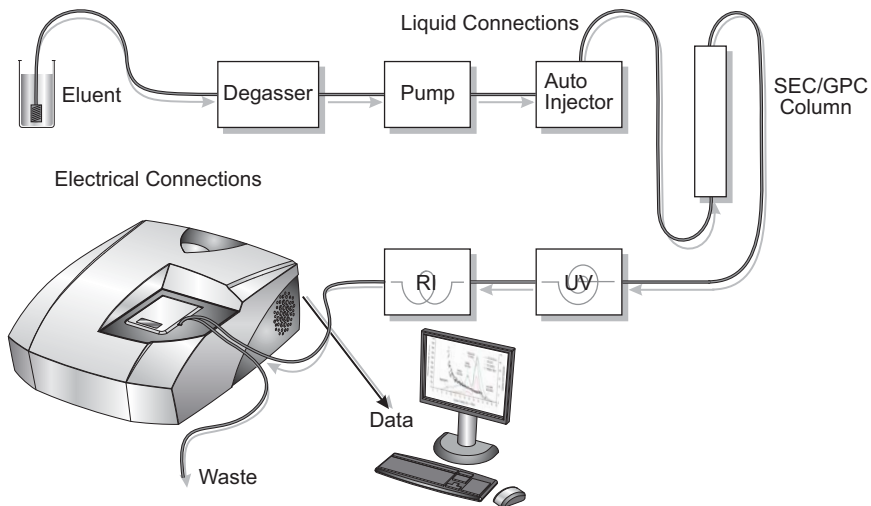 Liquid Connections
Eluent
Degasser
Pump
Auto
Injector
SEC/GPC
Column
Electrical Connections
RI
UV
Data
Waste